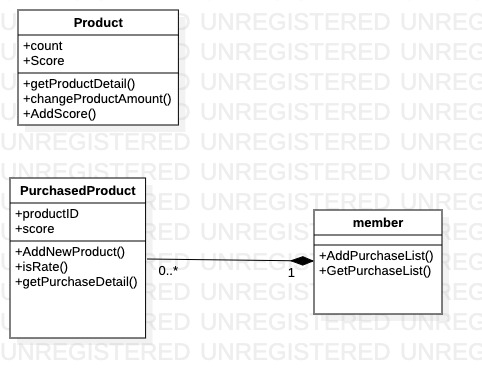 Product
+count
+Score
+getProductDetail()
+changeProductAmount()
+AddScore()
PurchasedProduct
+productID
+score
+AddNewProduct()
+isRate()
+getPurchaseDetail()
0..*
1
member
+AddPurchaseList()
+GetPurchaseList()
UNREGISTERED UNREGISTERED UNREGISTERED